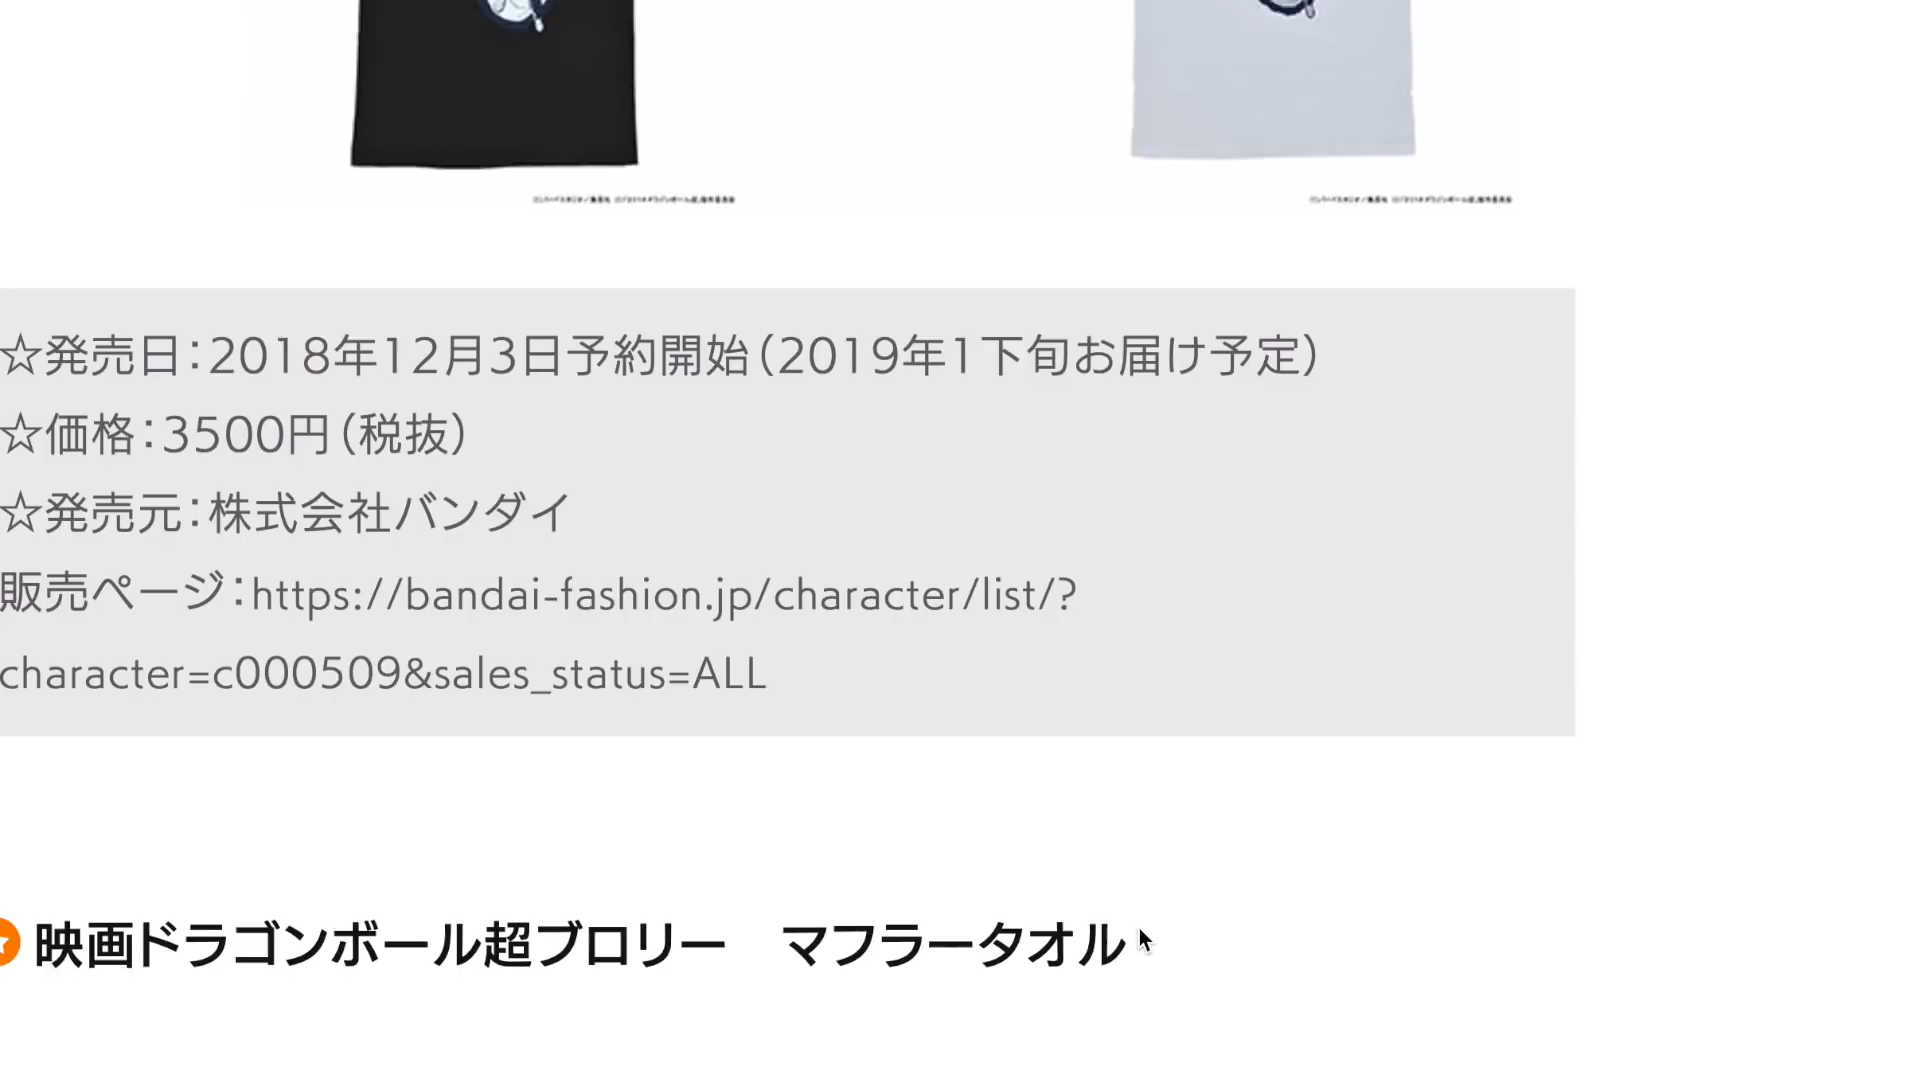 ☆発売日：2018年12月3日予約開始（2019年1下旬お届け予定）
☆価格：3500円（税抜）
☆発売元：株式会社バンダイ
販売ページ：https://bandai-fashion.jp/character/list/?
character=c000509&sales_status=ALL
映画ドラゴンボール超ブロリー　マフラータオル